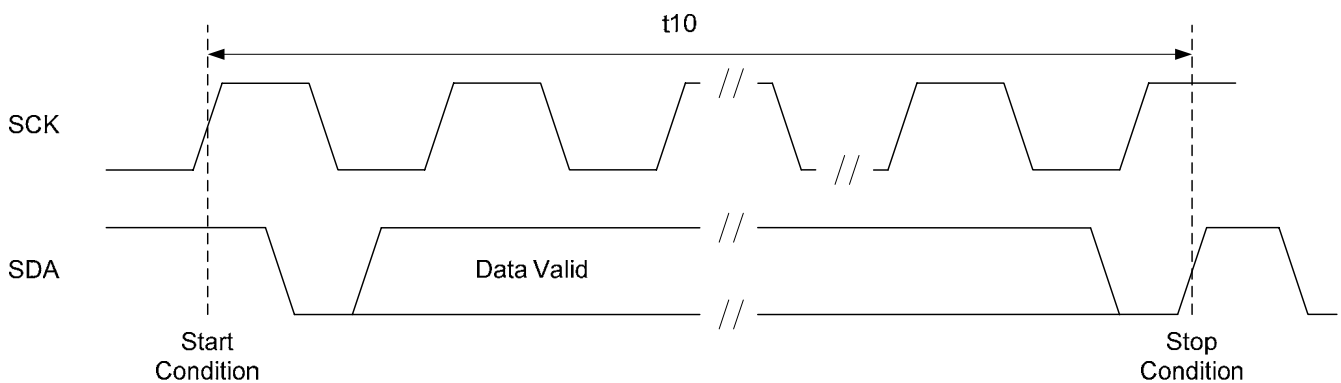 t10
SCK
SDA
Data Valid
Start
Condition
Stop
Condition